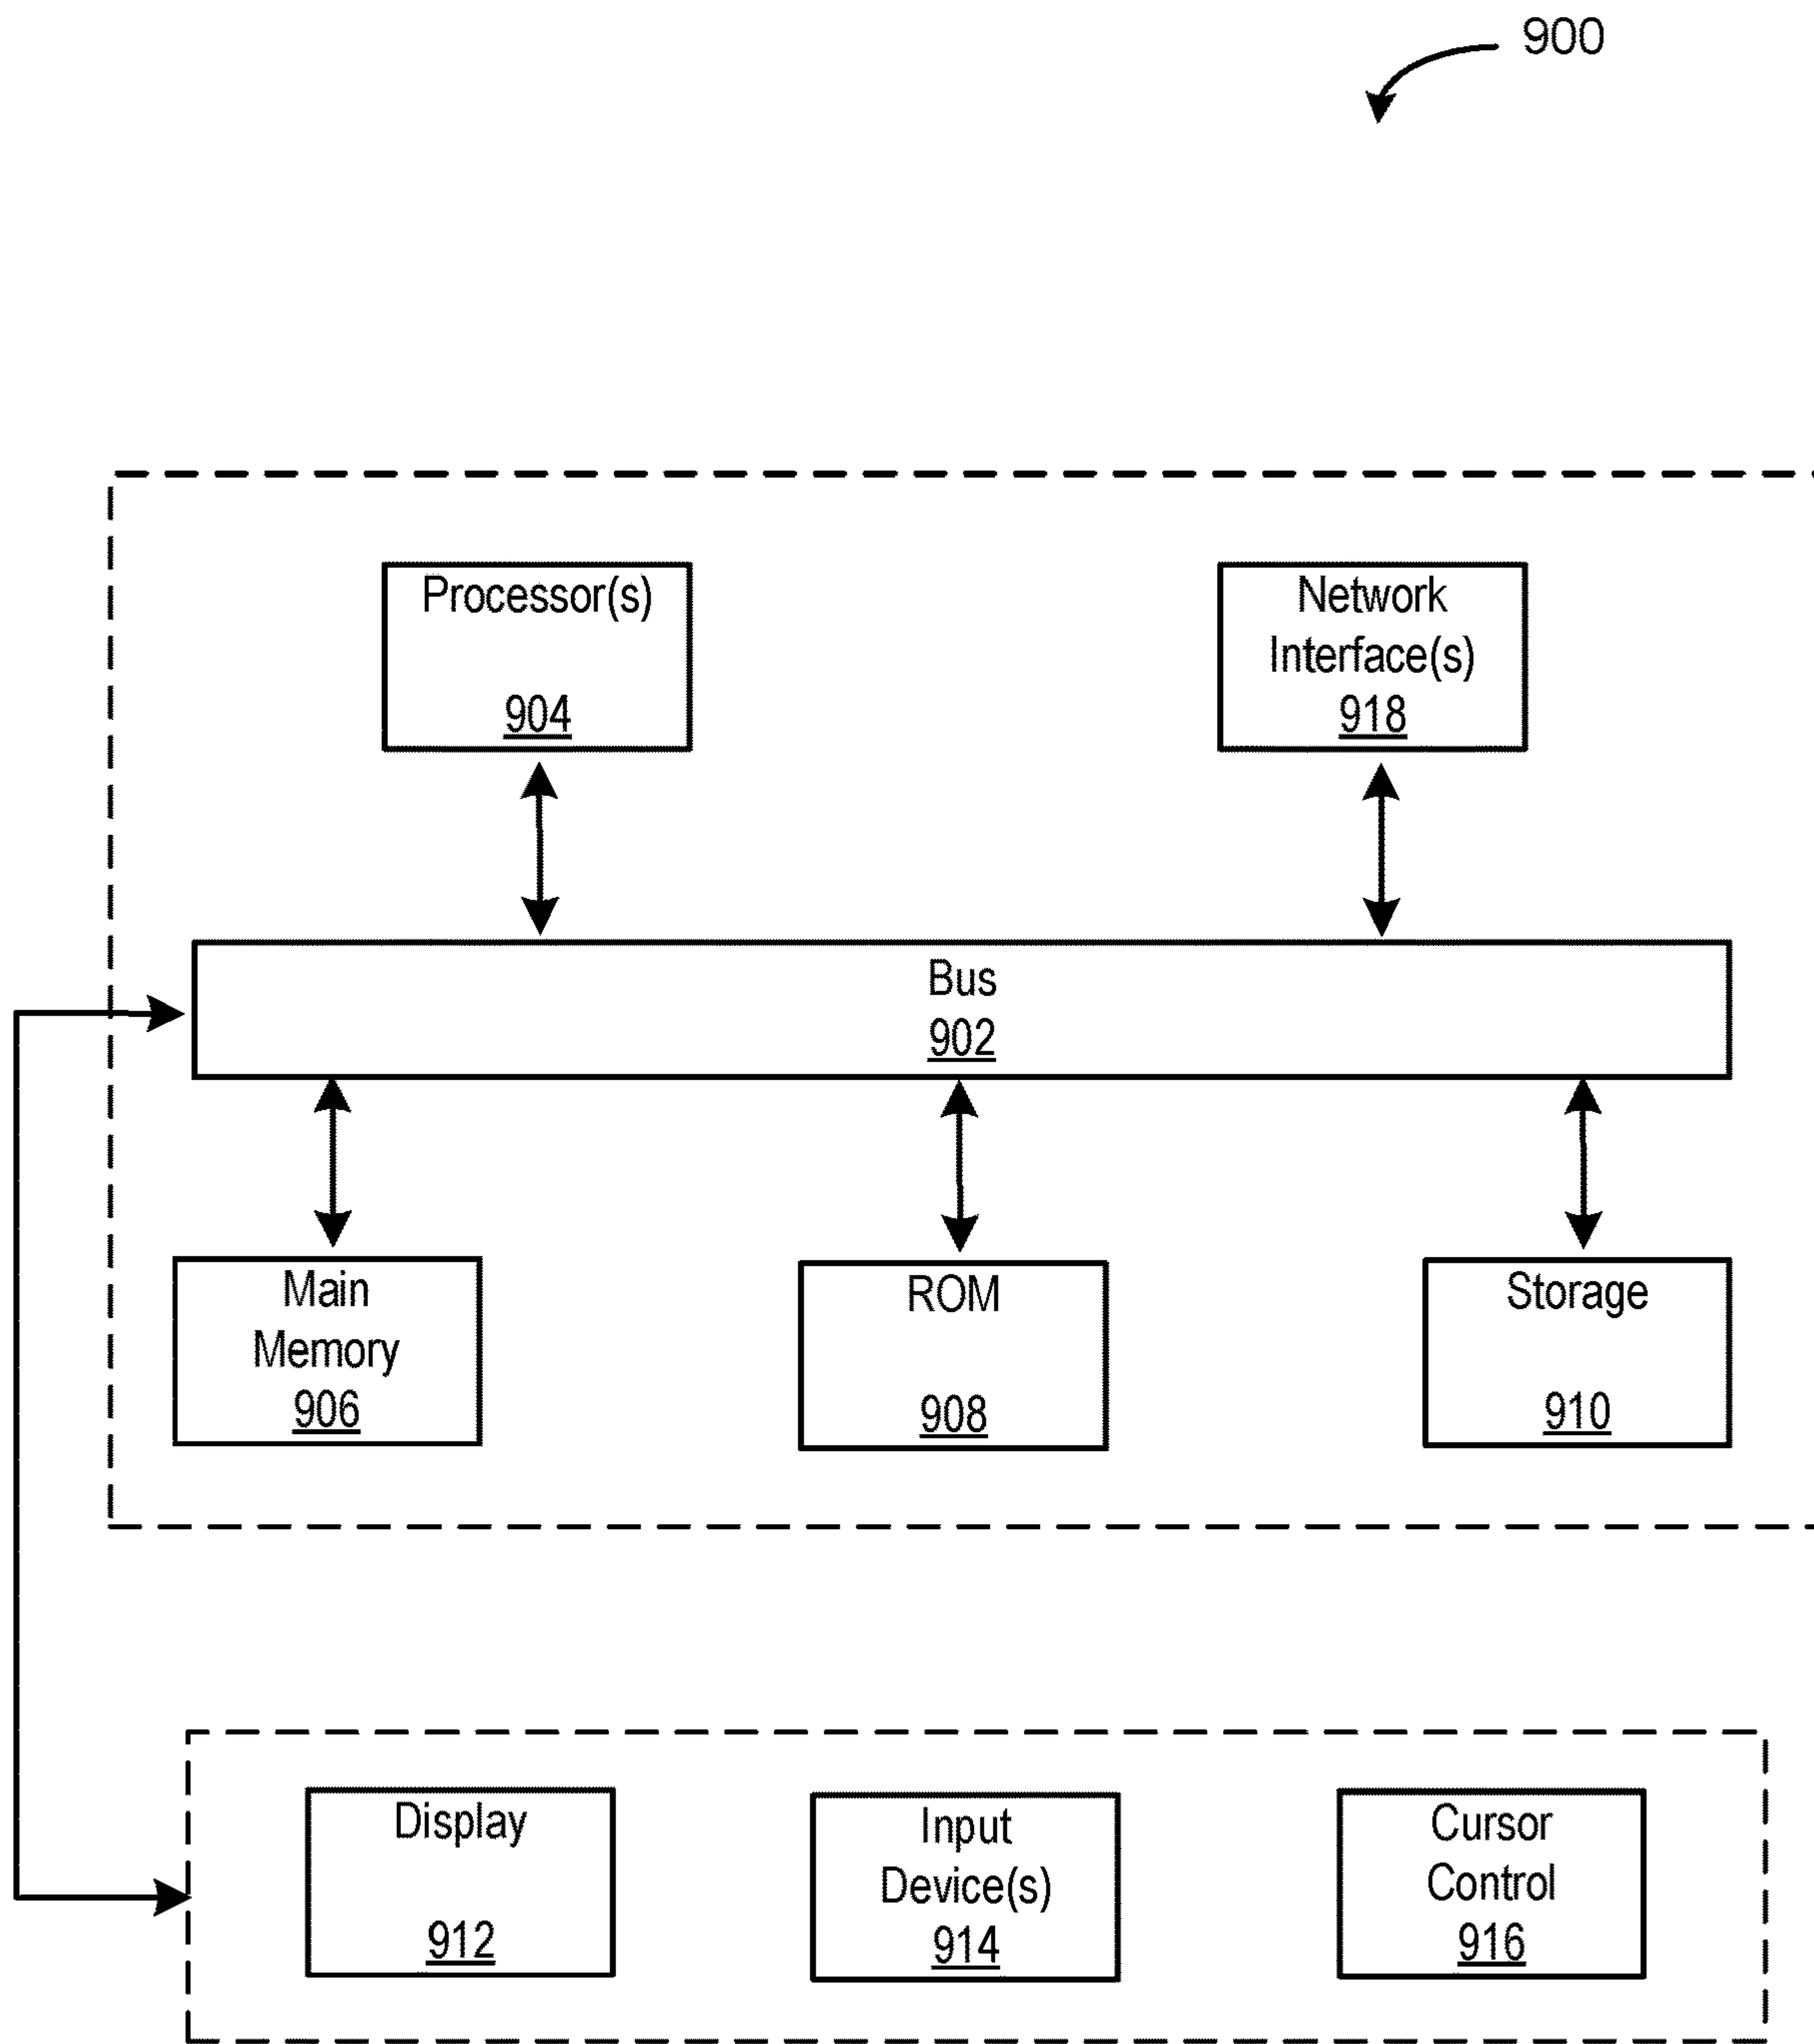 900
Processor(s)
904
Network
Interface(s)
918
Bus
902
Main
Memory
906
ROM
908
Storage
910
Display
912
Input
Device(s)
914
Cursor
Control
916